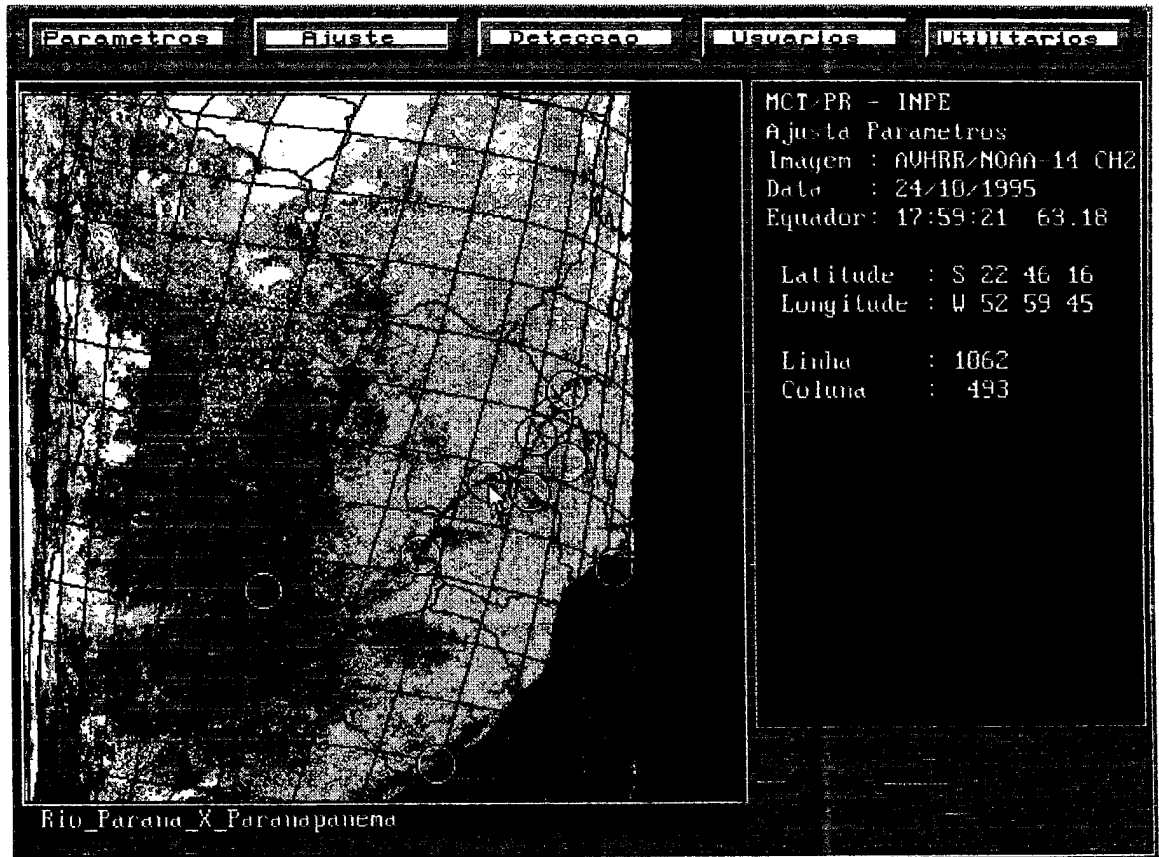 Parametros Ajuste Deteccao Usuarios Utilitarios
MCT/PR - INPE
Ajusta Parametros
Imagem : AVHRR/NOAA-14 CH2
Data : 24/10/1995
Equador: 17:59:21 63.18
Latitude : S 22 46 16
Longitude : W 52 59 45
Linha : 1062
Coluna : 493
Rio_Parana_X_Paranapanema